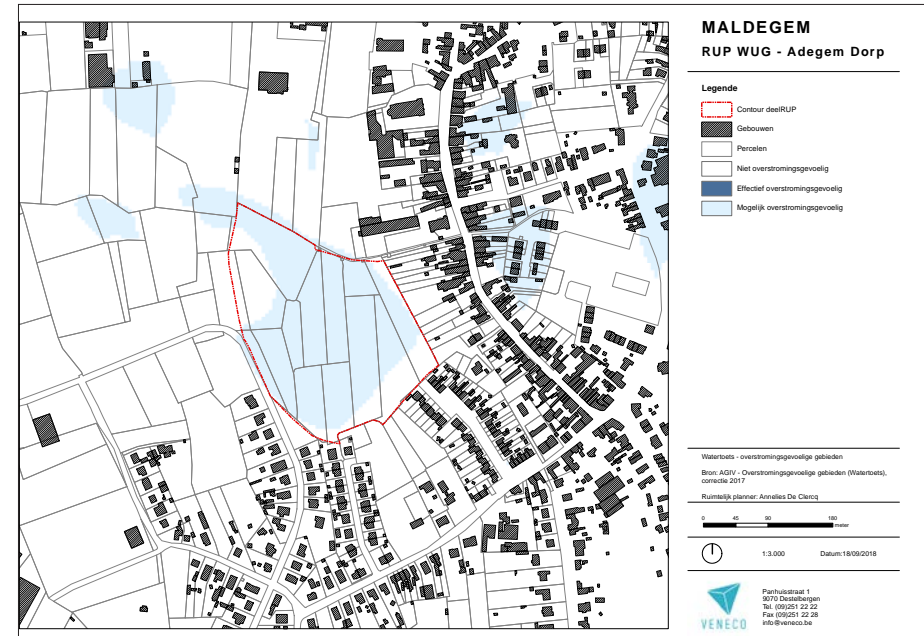 MALDEGEM
RUP WUG - Adegem Dorp
Legende
Contour deelRUP
Gebouwen
Percelen
Niet overstromingsgevoelig
Effectief overstromingsgevoelig
Mogelijk overstromingsgevoelig
Watertoets - overstromingsgevoelige gebieden
Bron: AGIV - Overstromingsgevoelige gebieden (Watertoets),
correctie 2017
Ruimtelijk planner: Annelies De Clercq
0 45 90 180
meter
1:3.000 Datum:18/09/2018
Panhuisstraat 1
9070 Destelbergen
Tel. (09)251 22 22
Fax (09)251 22 28
info@veneco.be
VENECO